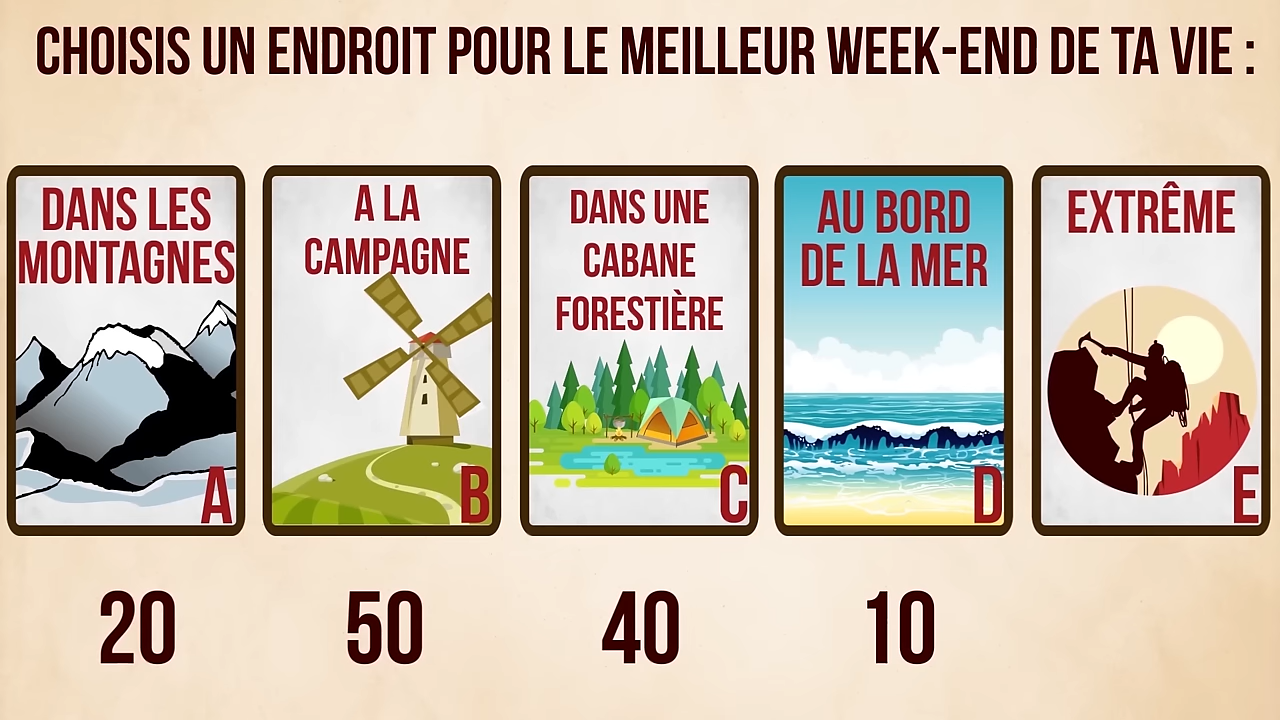 CHOISIS UN ENDROIT POUR LE MEILLEUR WEEK-END DE TA VIE :
DANS LES
MONTAGNES
A
A LA
CAMPAGNE
B
DANS UNE
CABANE
FORESTIÈRE
C
AU BORD
DE LA MER
D
EXTRÊME
E
20
50
40
10